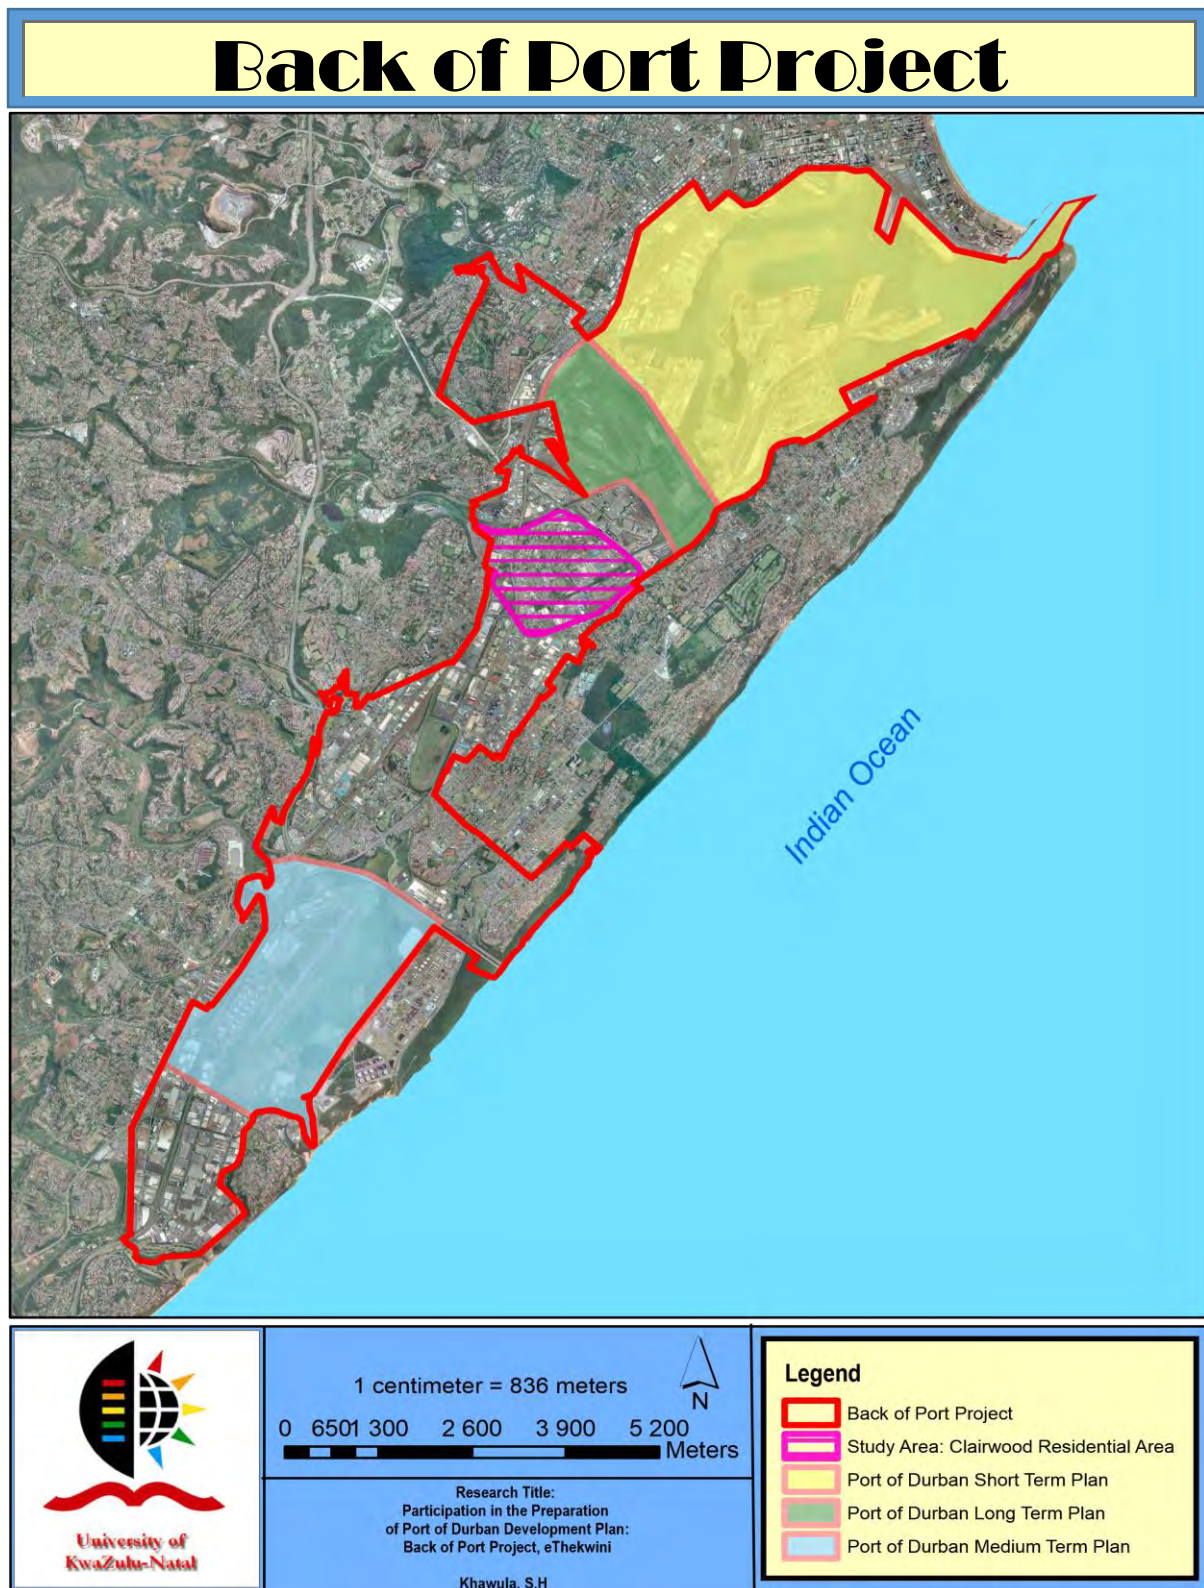 Back of Port Project
Indian Ocean
University of
KwaZulu-Natal
1 centimeter = 836 meters
N
0 6501 300 2 600 3 900 5 200
Meters
Research Title:
Participation in the Preparation
of Port of Durban Development Plan:
Back of Port Project, eThekwini
Khawula, S.H
Legend
Back of Port Project
Study Area: Clairwood Residential Area
Port of Durban Short Term Plan
Port of Durban Long Term Plan
Port of Durban Medium Term Plan